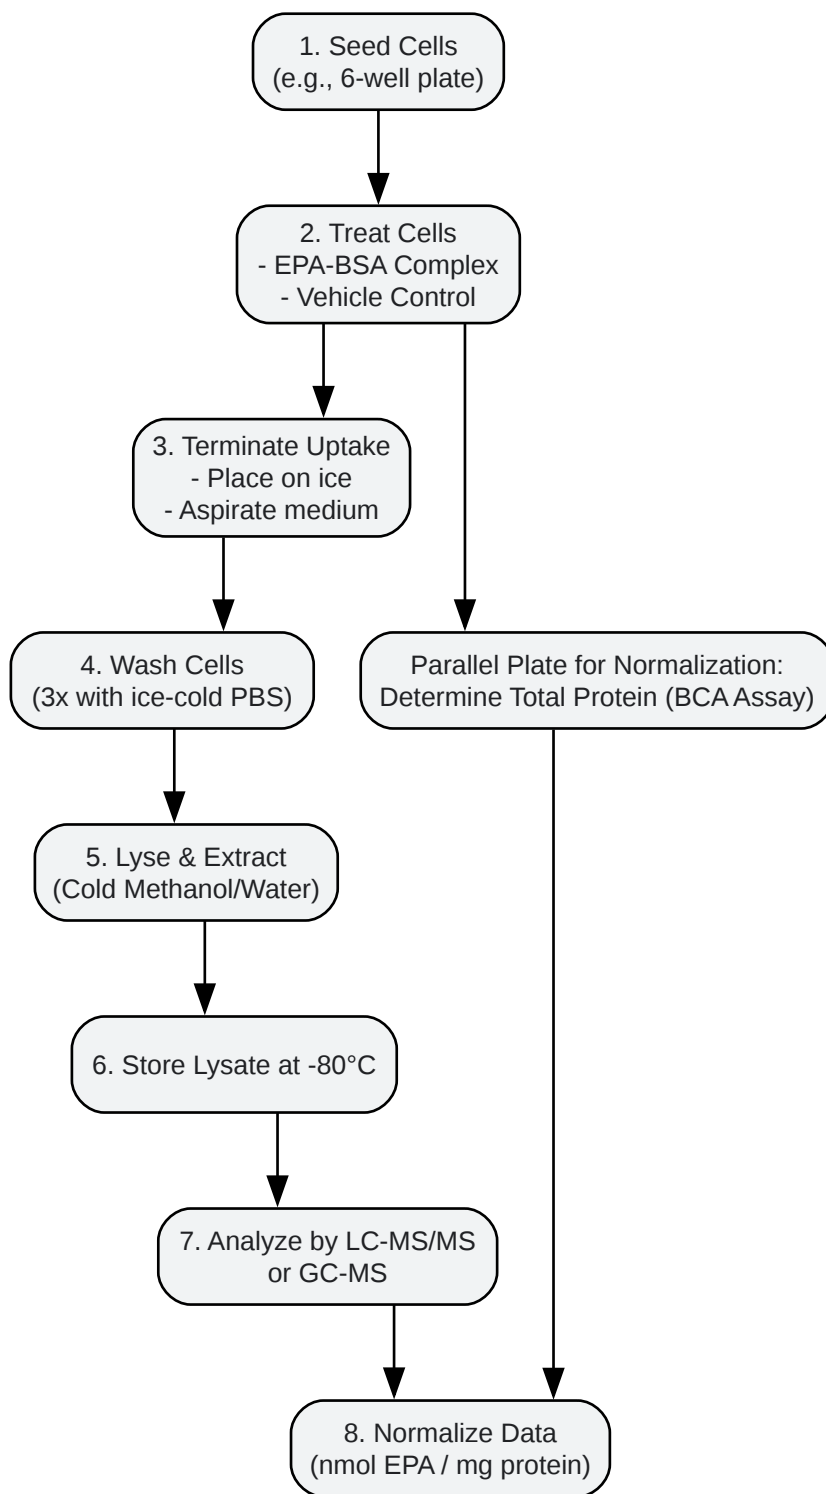 1. Seed Cells
(e.g., 6-well plate)
2. Treat Cells
- EPA-BSA Complex
- Vehicle Control
3. Terminate Uptake
- Place on ice
- Aspirate medium
4. Wash Cells
(3x with ice-cold PBS)
Parallel Plate for Normalization:
Determine Total Protein (BCA Assay)
5. Lyse & Extract
(Cold Methanol/Water)
6. Store Lysate at -80°C
7. Analyze by LC-MS/MS
or GC-MS
8. Normalize Data
(nmol EPA / mg protein)